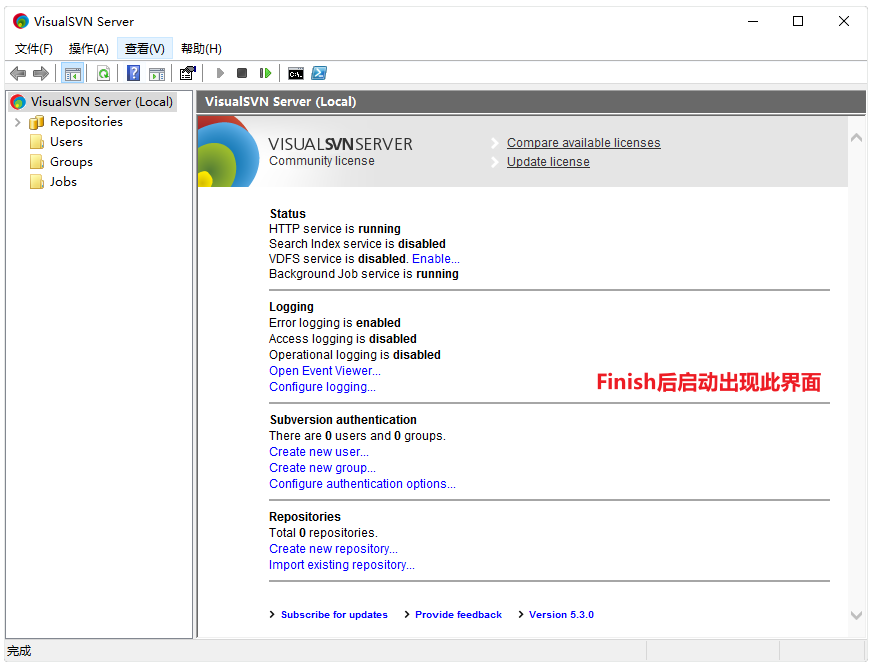 VisualSVN Server
文件(F) 操作(A) 查看(V) 帮助(H)
C:\
VisualSVN Server (Local)
Repositories
Users
Groups
Jobs
VisualSVN Server (Local)
VISUALSVNSERVER
Community license
Compare available licenses
Update license
Status
HTTP service is running
Search Index service is disabled
VDFS service is disabled. Enable...
Background Job service is running
Logging
Error logging is enabled
Access logging is disabled
Operational logging is disabled
Open Event Viewer...
Configure logging...
Finish后启动出现此界面
Subversion authentication
There are 0 users and 0 groups.
Create new user...
Create new group...
Configure authentication options...
Repositories
Total 0 repositories.
Create new repository...
Import existing repository...
Subscribe for updates Provide feedback Version 5.3.0
完成